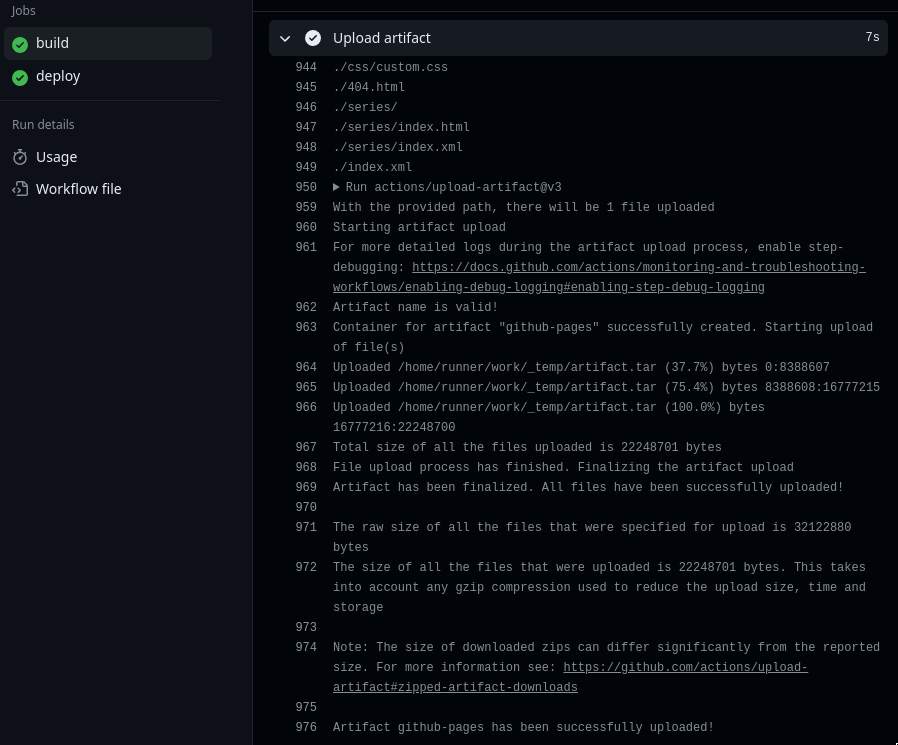 Jobs
build
deploy
Run details
Usage
Workflow file
Upload artifact 7s
944 ./css/custom.css
945 ./404.html
946 ./series/
947 ./series/index.html
948 ./series/index.xml
949 ./index.xml
950 Run actions/upload-artifact@v3
959 With the provided path, there will be 1 file uploaded
960 Starting artifact upload
961 For more detailed logs during the artifact upload process, enable step-
debugging: https://docs.github.com/actions/monitoring-and-troubleshooting-
workflows/enabling-debug-logging#enabling-step-debug-logging
962 Artifact name is valid!
963 Container for artifact "github-pages" successfully created. Starting upload
of file(s)
964 Uploaded /home/runner/work/_temp/artifact.tar (37.7%) bytes 0:8388607
965 Uploaded /home/runner/work/_temp/artifact.tar (75.4%) bytes 8388608:16777215
966 Uploaded /home/runner/work/_temp/artifact.tar (100.0%) bytes
16777216:22248700
967 Total size of all the files uploaded is 22248701 bytes
968 File upload process has finished. Finalizing the artifact upload
969 Artifact has been finalized. All files have been successfully uploaded!
970
971 The raw size of all the files that were specified for upload is 32122880
bytes
972 The size of all the files that were uploaded is 22248701 bytes. This takes
into account any gzip compression used to reduce the upload size, time and
storage
973
974 Note: The size of downloaded zips can differ significantly from the reported
size. For more information see: https://github.com/actions/upload-
artifact#zipped-artifact-downloads
975
976 Artifact github-pages has been successfully uploaded!